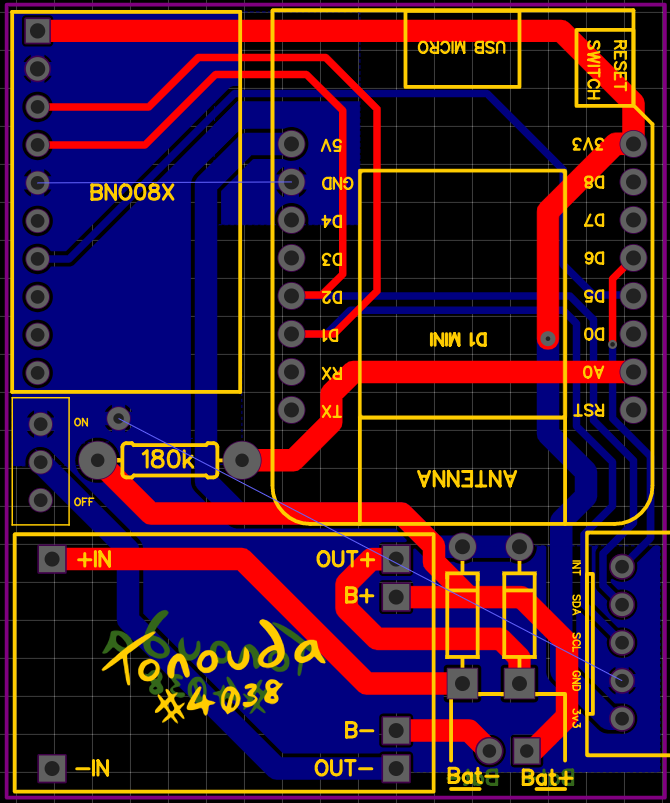 USB MICRO
RESET
SWITCH
5V
3V3
GND
D8
BNO08X
D4
D7
D3
D6
D2
D5
D1
D1 MINI
D0
RX
A0
TX
RST
ON
180k
OFF
ANTENNA
+IN
OUT+
B+
INT
SDA
SCL
GND
3v3
Tonouda
#4038
B-
-IN
OUT-
Bat-
Bat+